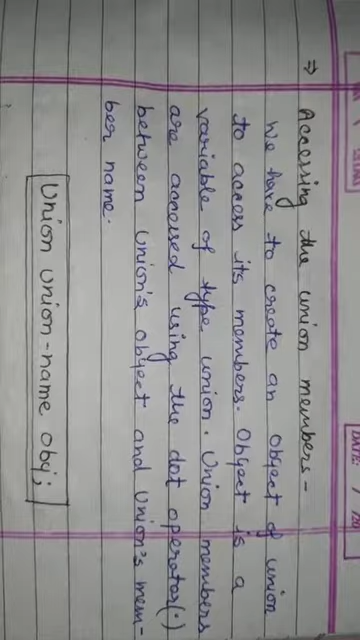 ⇒ Accessing the union members -
We have to create an object of union
to access its members. Object is a
variable of type union. Union members
are accessed using the dot operator(.)
between union's object and union's mem-
ber name.
Union union-name obj;
DATE: / /20